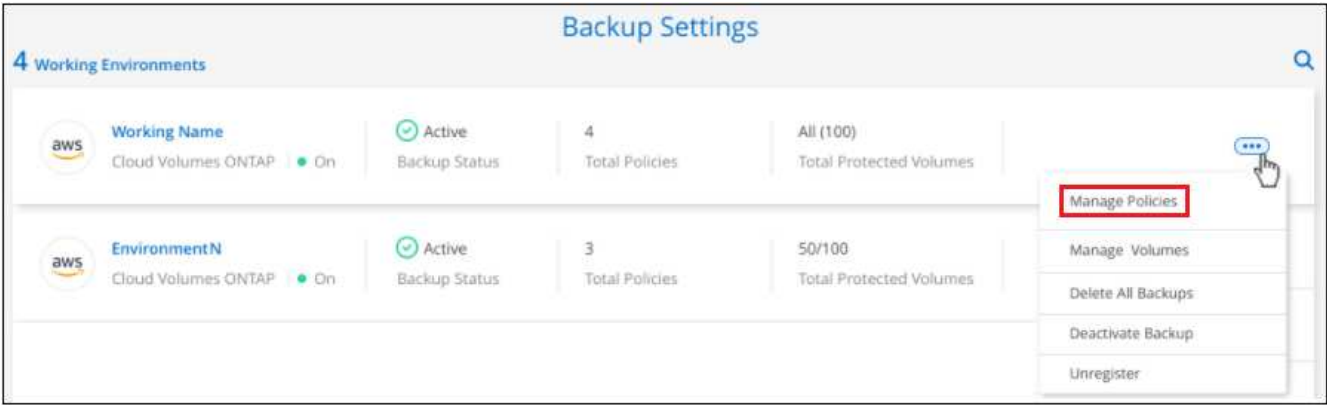 Backup Settings
4 Working Environments
aws
Working Name
Cloud Volumes ONTAP
On
Active
Backup Status
4
Total Policies
All (100)
Total Protected Volumes
Manage Policies
Manage Volumes
Delete All Backups
Deactivate Backup
Unregister
aws
EnvironmentN
Cloud Volumes ONTAP
On
Active
Backup Status
3
Total Policies
50/100
Total Protected Volumes